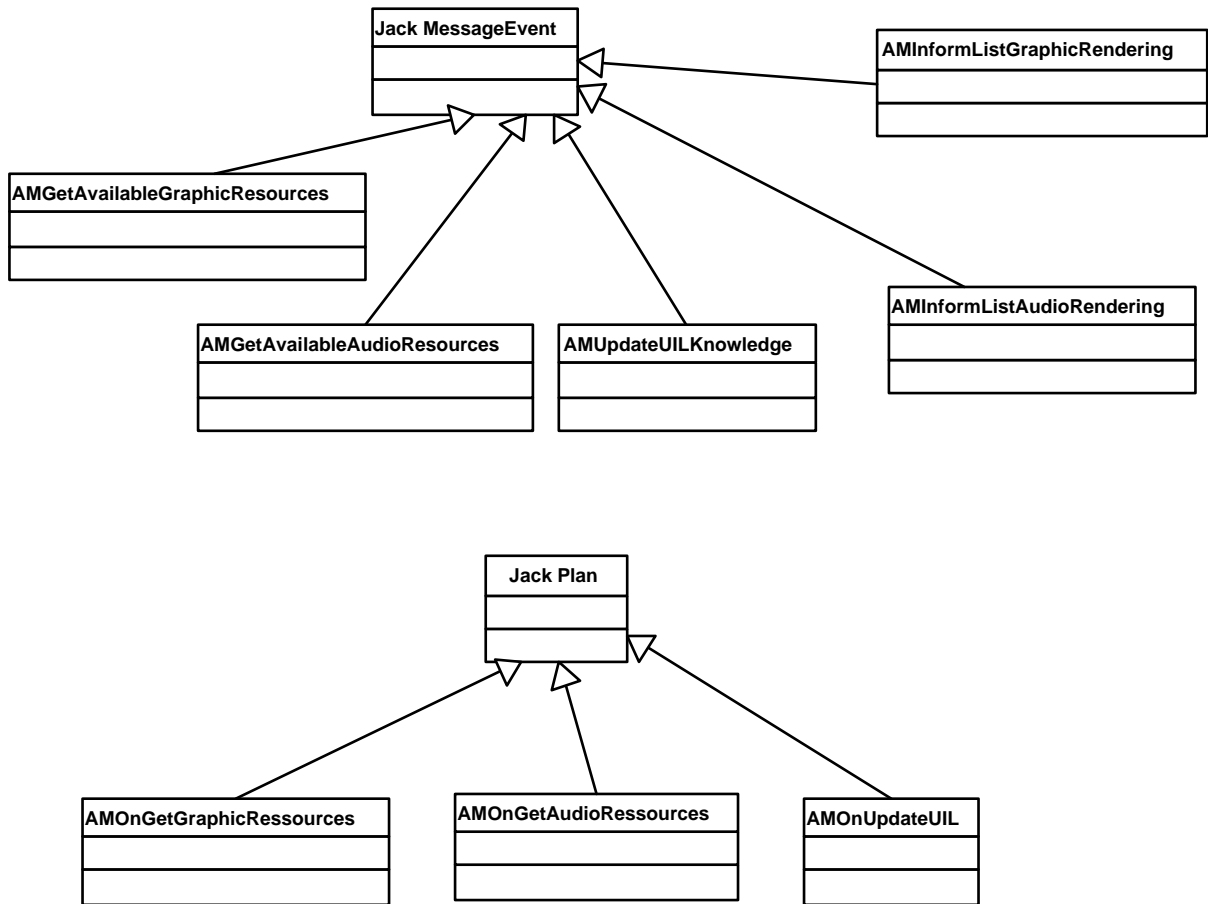 Jack MessageEvent
AMInformListGraphicRendering
AMGetAvailableGraphicResources
AMInformListAudioRendering
AMGetAvailableAudioResources
AMUpdateUILKnowledge
Jack Plan
AMOnGetGraphicRessources
AMOnGetAudioRessources
AMOnUpdateUIL